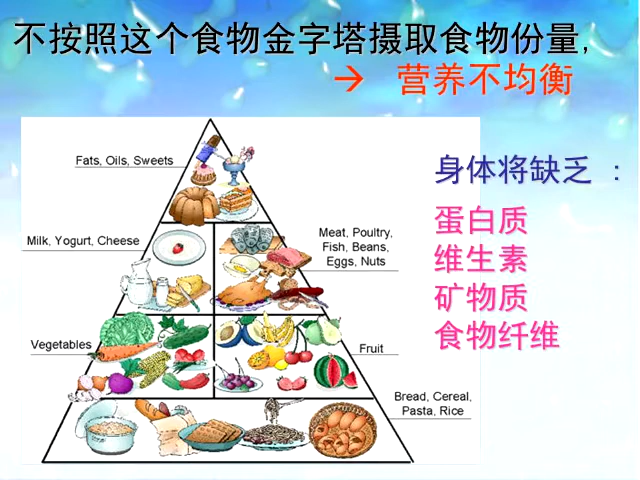 不按照这个食物金字塔摄取食物份量,
→ 营养不均衡
Fats, Oils, Sweets
身体将缺乏 :
Milk, Yogurt, Cheese
Meat, Poultry,
Fish, Beans,
Eggs, Nuts
蛋白质
维生素
矿物质
食物纤维
Vegetables
Fruit
Bread, Cereal,
Pasta, Rice